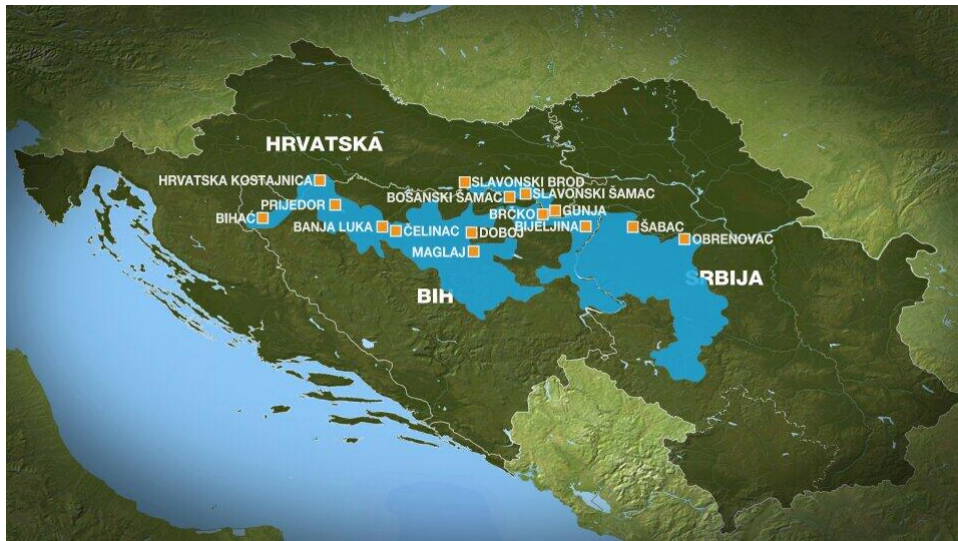 HRVATSKA
HRVATSKA KOSTAJNICA
SLAVONSKI BROD
BOSANSKI ŠAMAC
SLAVONSKI ŠAMAC
PRIJEDOR
BIHAĆ
BRČKO
GUNJA
BANJA LUKA
ČELINAC
DOBOJ
BIJELJINA
ŠABAC
OBRENOVAC
MAGLAJ
SRBIJA
BIH